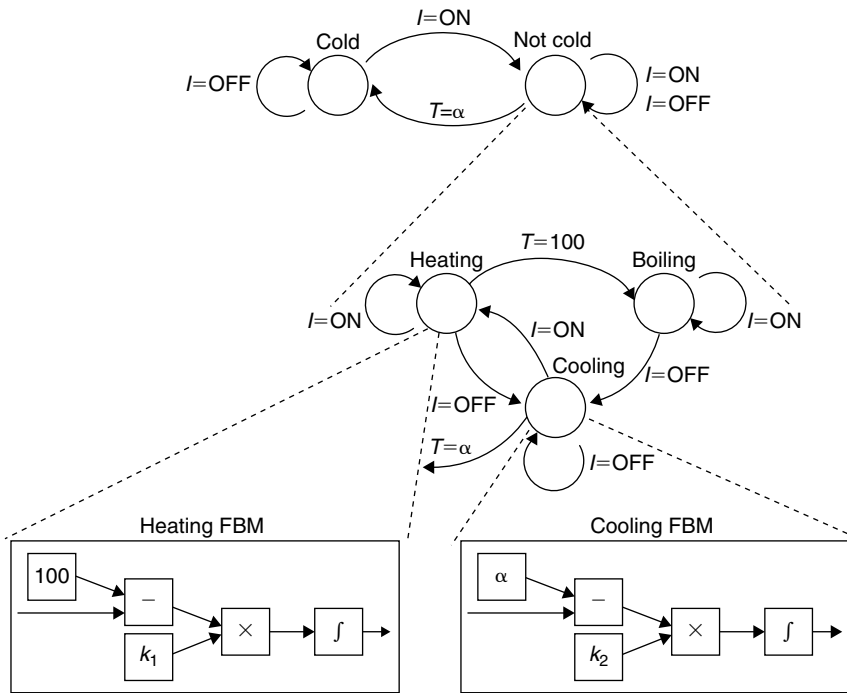 I=ON
Cold
Not cold
I=OFF
I=ON
I=OFF
T=α
T=100
Heating
Boiling
I=ON
I=ON
I=ON
Cooling
I=OFF
I=OFF
T=α
I=OFF
Heating FBM
Cooling FBM
100
−
k1
×
∫
α
−
k2
×
∫